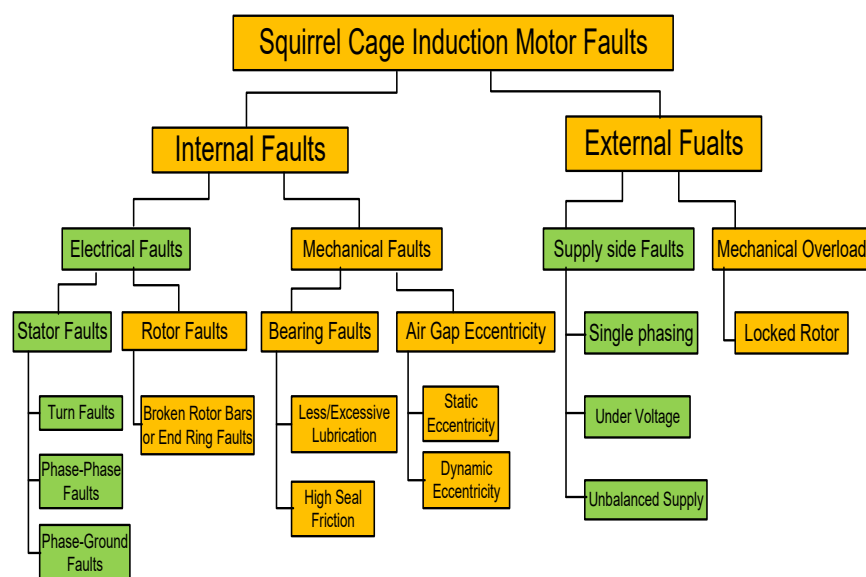 Squirrel Cage Induction Motor Faults
Internal Faults
External Fualts
Electrical Faults
Mechanical Faults
Supply side Faults
Mechanical Overload
Stator Faults
Rotor Faults
Bearing Faults
Air Gap Eccentricity
Single phasing
Locked Rotor
Turn Faults
Broken Rotor Bars
or End Ring Faults
Less/Excessive
Lubrication
Static
Eccentricity
Under Voltage
Phase-Phase
Faults
High Seal
Friction
Dynamic
Eccentricity
Unbalanced Supply
Phase-Ground
Faults